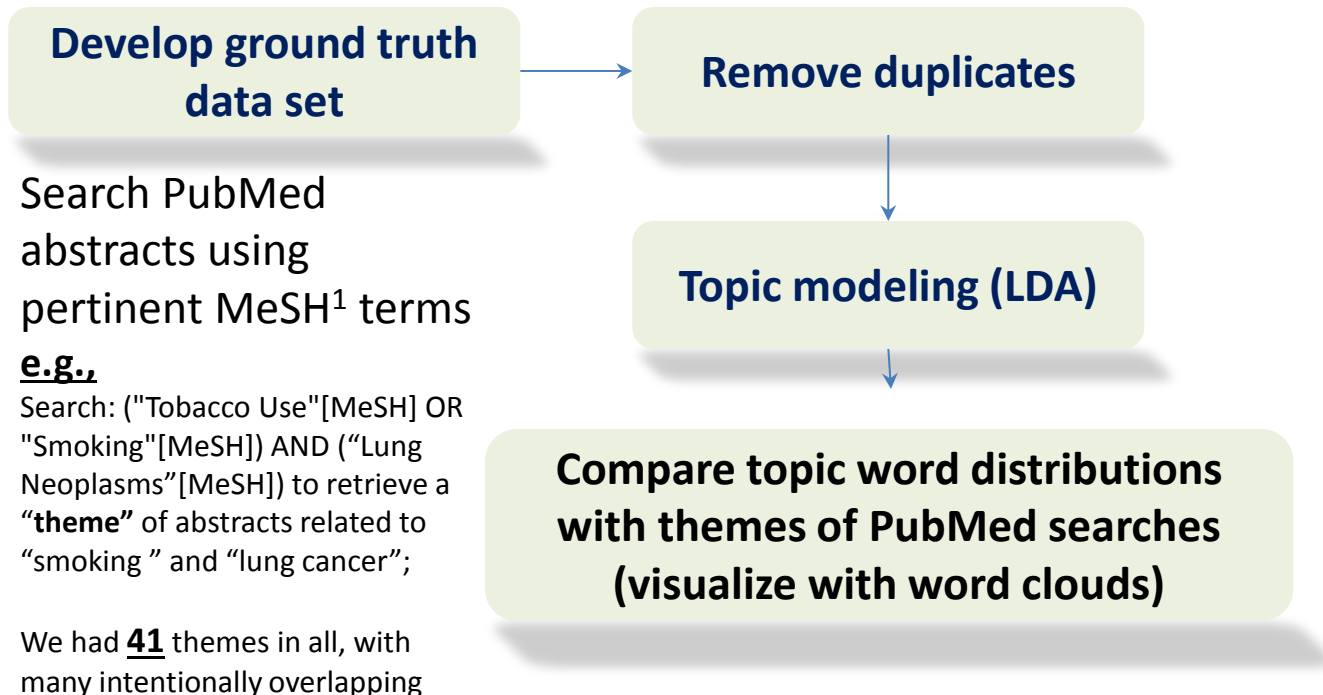 Develop ground truth
data set
Remove duplicates
Search PubMed
abstracts using
pertinent MeSH¹ terms
e.g.,
Search: ("Tobacco Use"[MeSH] OR
"Smoking"[MeSH]) AND (“Lung
Neoplasms”[MeSH]) to retrieve a
“theme” of abstracts related to
“smoking ” and “lung cancer”;
We had 41 themes in all, with
many intentionally overlapping
Topic modeling (LDA)
Compare topic word distributions
with themes of PubMed searches
(visualize with word clouds)